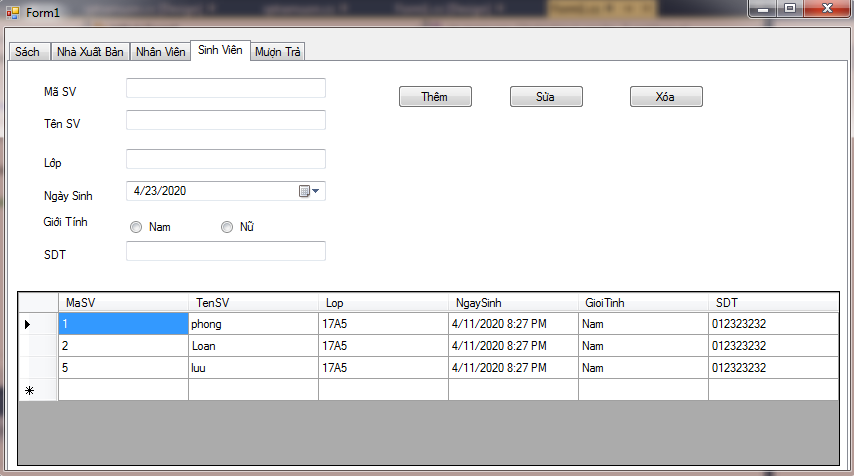 Form1
Sách Nhà Xuất Bản Nhân Viên Sinh Viên Mượn Trả
Mã SV
Thêm Sửa Xóa
Tên SV
Lớp
Ngày Sinh 4/23/2020
Giới Tính Nam Nữ
SDT
MaSV TenSV Lop NgaySinh GioiTinh SDT
1 phong 17A5 4/11/2020 8:27 PM Nam 012323232
2 Loan 17A5 4/11/2020 8:27 PM Nam 012323232
5 luu 17A5 4/11/2020 8:27 PM Nam 012323232